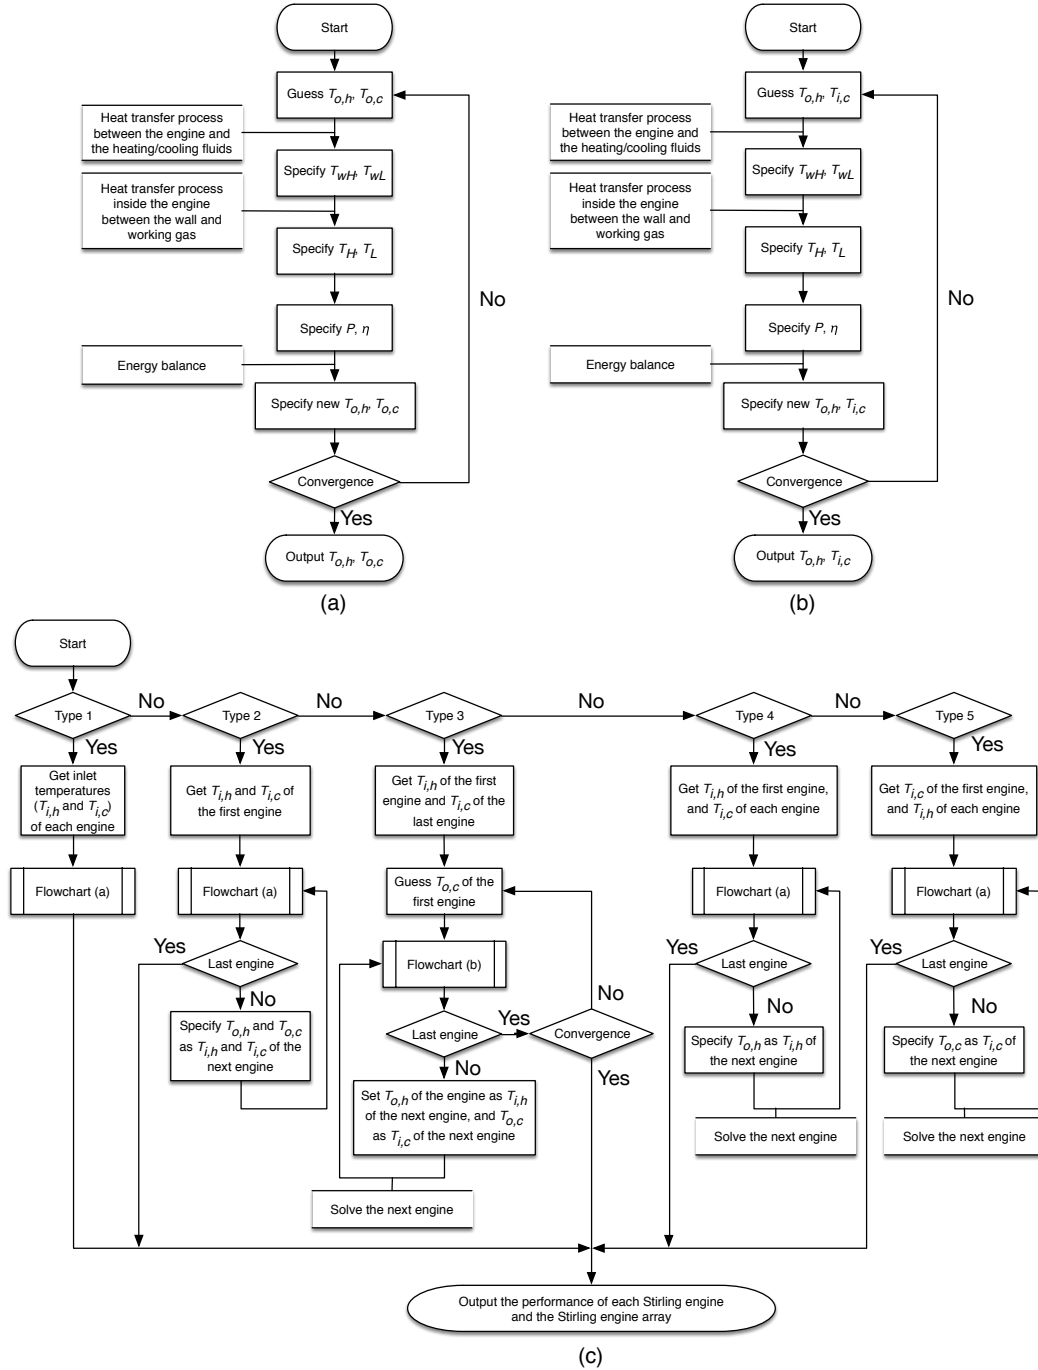 Start
Guess T_{o,h}, T_{o,c}
Heat transfer process
between the engine and
the heating/cooling fluids
Specify T_{wH}, T_{wL}
Heat transfer process
inside the engine
between the wall and
working gas
Specify T_H, T_L
No
Specify P, η
Energy balance
Specify new T_{o,h}, T_{o,c}
Convergence
Yes
Output T_{o,h}, T_{o,c}
(a)
Start
Guess T_{o,h}, T_{i,c}
Heat transfer process
between the engine and
the heating/cooling fluids
Specify T_{wH}, T_{wL}
Heat transfer process
inside the engine
between the wall and
working gas
Specify T_H, T_L
No
Specify P, η
Energy balance
Specify new T_{o,h}, T_{i,c}
Convergence
Yes
Output T_{o,h}, T_{i,c}
(b)
Start
Type 1
No
Type 2
No
Type 3
No
Type 4
No
Type 5
Yes
Get inlet
temperatures
(T_{i,h} and T_{i,c})
of each engine
Flowchart (a)
Yes
Get T_{i,h} and T_{i,c} of
the first engine
Flowchart (a)
Yes
Last engine
No
Specify T_{o,h} and T_{o,c}
as T_{i,h} and T_{i,c} of the
next engine
Yes
Get T_{i,h} of the first
engine and T_{i,c} of the
last engine
Guess T_{o,c} of the
first engine
Flowchart (b)
No
Last engine
Yes
Convergence
No
Yes
Set T_{o,h} of the engine as T_{i,h}
of the next engine, and T_{o,c}
as T_{i,c} of the next engine
Solve the next engine
Yes
Get T_{i,h} of the first engine,
and T_{i,c} of each engine
Flowchart (a)
Yes
Last engine
No
Specify T_{o,h} as T_{i,h} of
the next engine
Solve the next engine
Yes
Get T_{i,c} of the first engine,
and T_{i,h} of each engine
Flowchart (a)
Yes
Last engine
No
Specify T_{o,c} as T_{i,c} of
the next engine
Solve the next engine
Output the performance of each Stirling engine
and the Stirling engine array
(c)